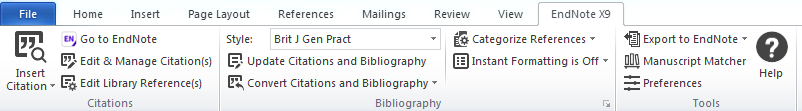 File Home Insert Page Layout References Mailings Review View EndNote X9
Insert Citation
EN Go to EndNote
Edit & Manage Citation(s)
Edit Library Reference(s)
Citations
Style: Brit J Gen Pract
Update Citations and Bibliography
Convert Citations and Bibliography
Categorize References
Instant Formatting is Off
Bibliography
Export to EndNote
Manuscript Matcher
Preferences
? Help
Tools